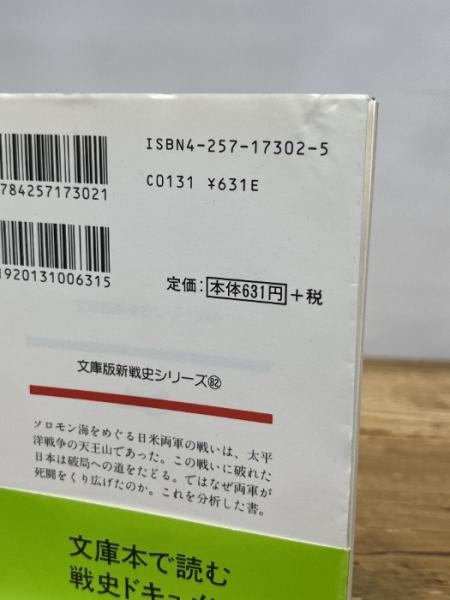 ISBN4-257-17302-5
784257173021
C0131 ¥631E
1920131006315
定価:本体631円+税
文庫版新戦史シリーズ82
ソロモン海をめぐる日米両軍の戦いは、太平
洋戦争の天王山であった。この戦いに破れた
日本は破局への道をたどる。ではなぜ両軍が
死闘をくり広げたのか。これを分析した書。
文庫本で読む
戦史ドキュメ